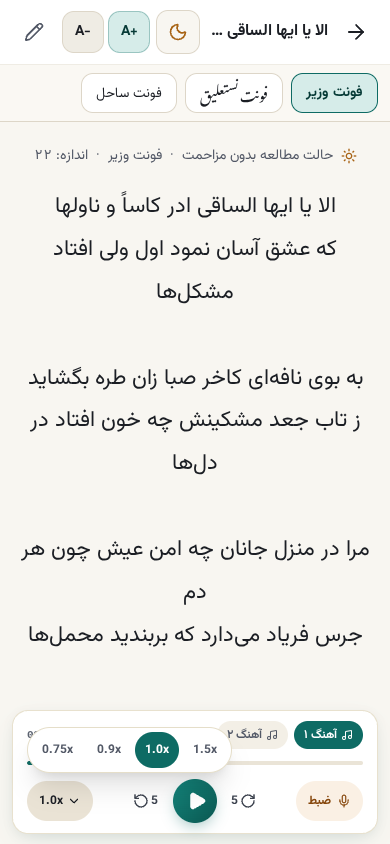 الا یا ایها الساقی ...
A+
A-
فونت وزیر
فونت نستعلیق
فونت ساحل
حالت مطالعه بدون مزاحمت · فونت وزیر · اندازه: ۲۲
الا یا ایها الساقی ادر کاساً و ناولها
که عشق آسان نمود اول ولی افتاد
مشکل‌ها
به بوی نافه‌ای کاخر صبا زان طره بگشاید
ز تاب جعد مشکینش چه خون افتاد در
دل‌ها
مرا در منزل جانان چه امن عیش چون هر
دم
جرس فریاد می‌دارد که بربندید محمل‌ها
آهنگ ۱
آهنگ ۲
0.75x
0.9x
1.0x
1.5x
ضبط
5
5
1.0x